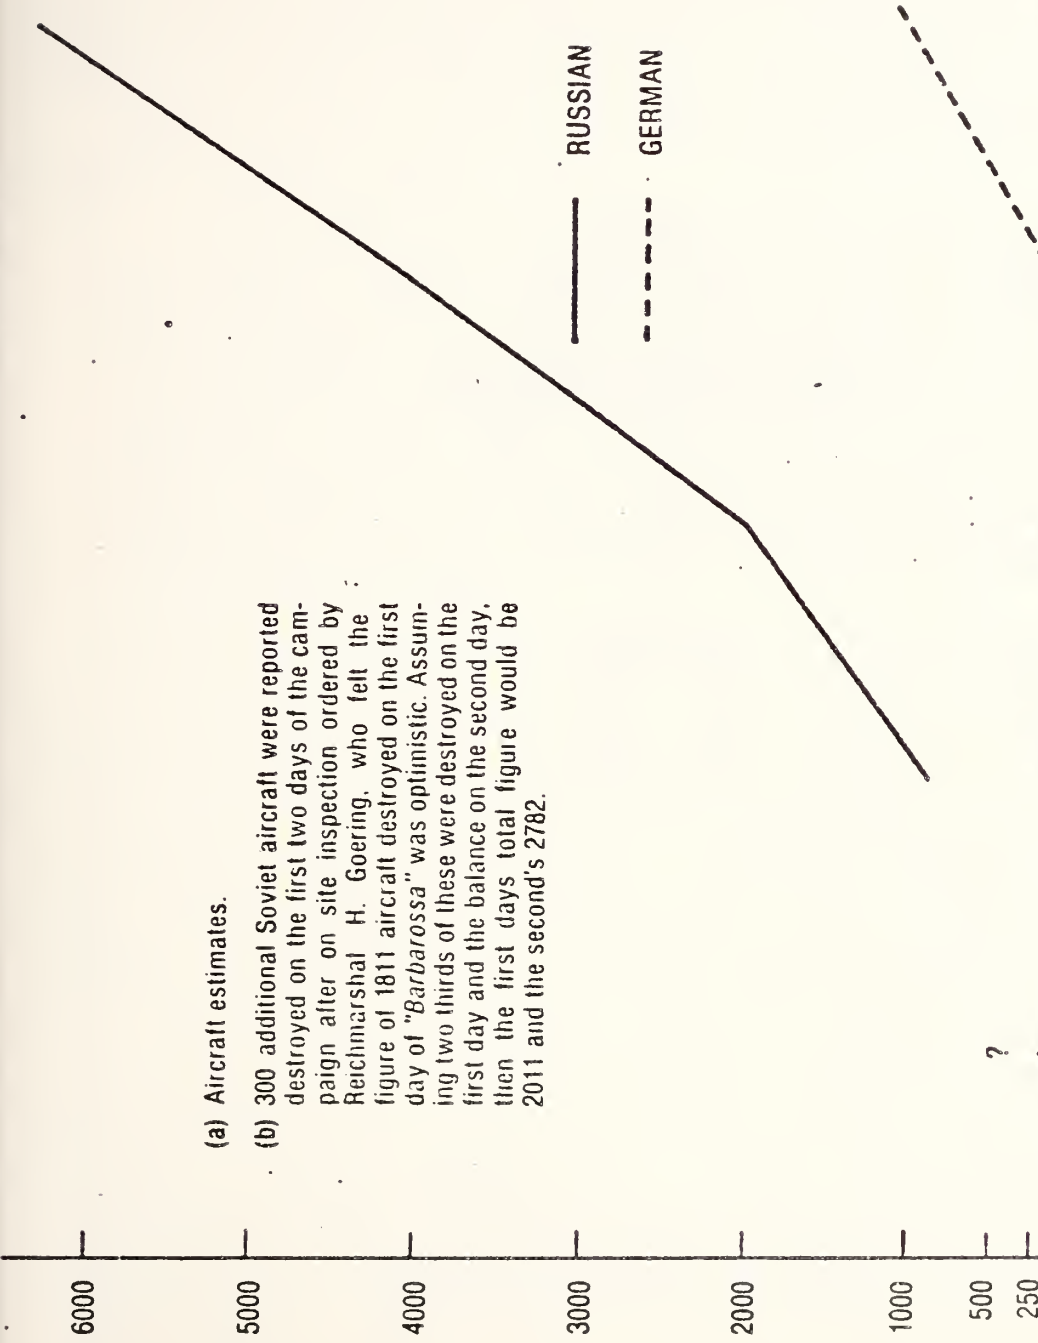 (a) Aircraft estimates.
(b) 300 additional Soviet aircraft were reported
destroyed on the first two days of the cam-
paign after on site inspection ordered by
Reichmarshal H. Goering, who felt the
figure of 1811 aircraft destroyed on the first
day of "Barbarossa" was optimistic. Assum-
ing two thirds of these were destroyed on the
first day and the balance on the second day,
then the first days total figure would be
2011 and the second's 2782.
RUSSIAN
GERMAN
?
6000
5000
4000
3000
2000
1000
500
250